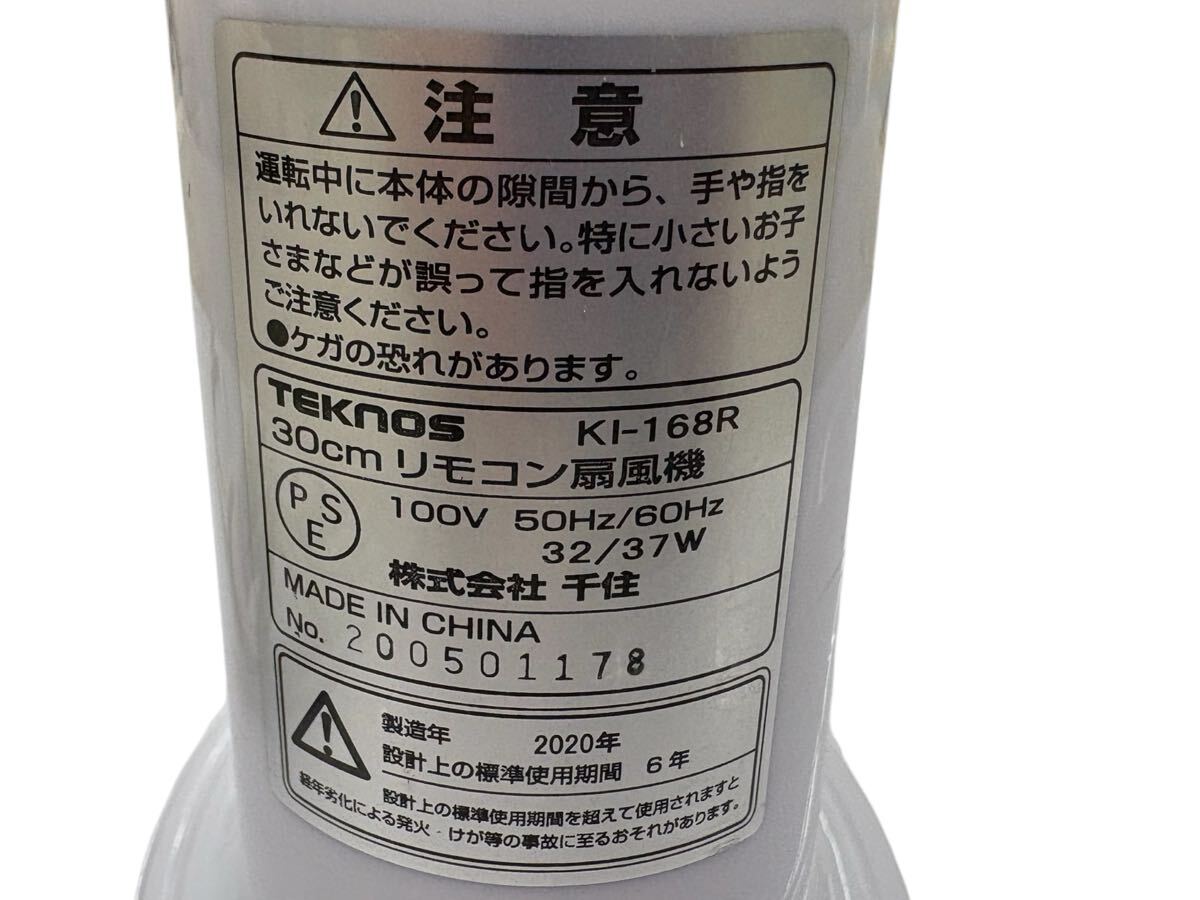 注意
運転中に本体の隙間から、手や指を
いれないでください。特に小さいお子
さまなどが誤って指を入れないよう
ご注意ください。
●ケガの恐れがあります。
TEKNOS KI-168R
30cm リモコン扇風機
PSE
100V 50Hz/60Hz
32/37W
株式会社 千住
MADE IN CHINA
No. 200501178
製造年 2020年
設計上の標準使用期間 6年
設計上の標準使用期間を超えて使用されますと
経年劣化による発火・けが等の事故に至るおそれがあります。